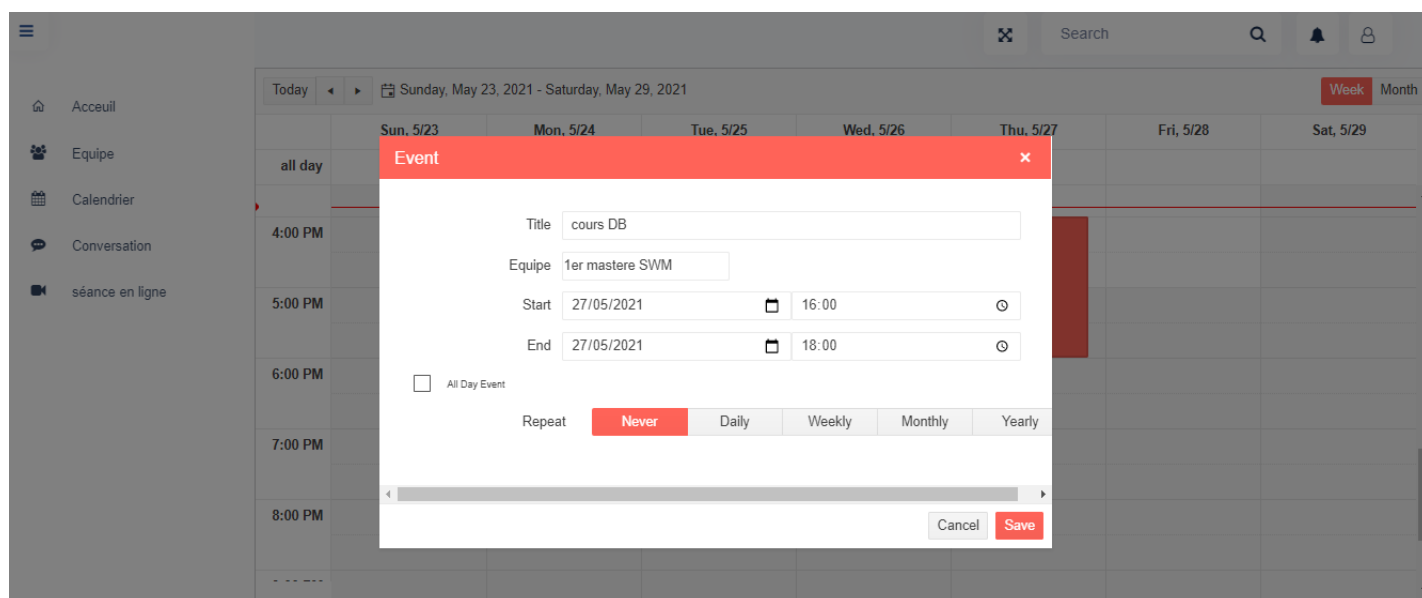 Search
Acceuil
Equipe
Calendrier
Conversation
séance en ligne
Today Sunday, May 23, 2021 - Saturday, May 29, 2021 Week Month
Sun, 5/23 Mon, 5/24 Tue, 5/25 Wed, 5/26 Thu, 5/27 Fri, 5/28 Sat, 5/29
all day
4:00 PM
5:00 PM
6:00 PM
7:00 PM
8:00 PM
Event
Title cours DB
Equipe 1er mastere SWM
Start 27/05/2021 16:00
End 27/05/2021 18:00
All Day Event
Repeat Never Daily Weekly Monthly Yearly
Cancel Save